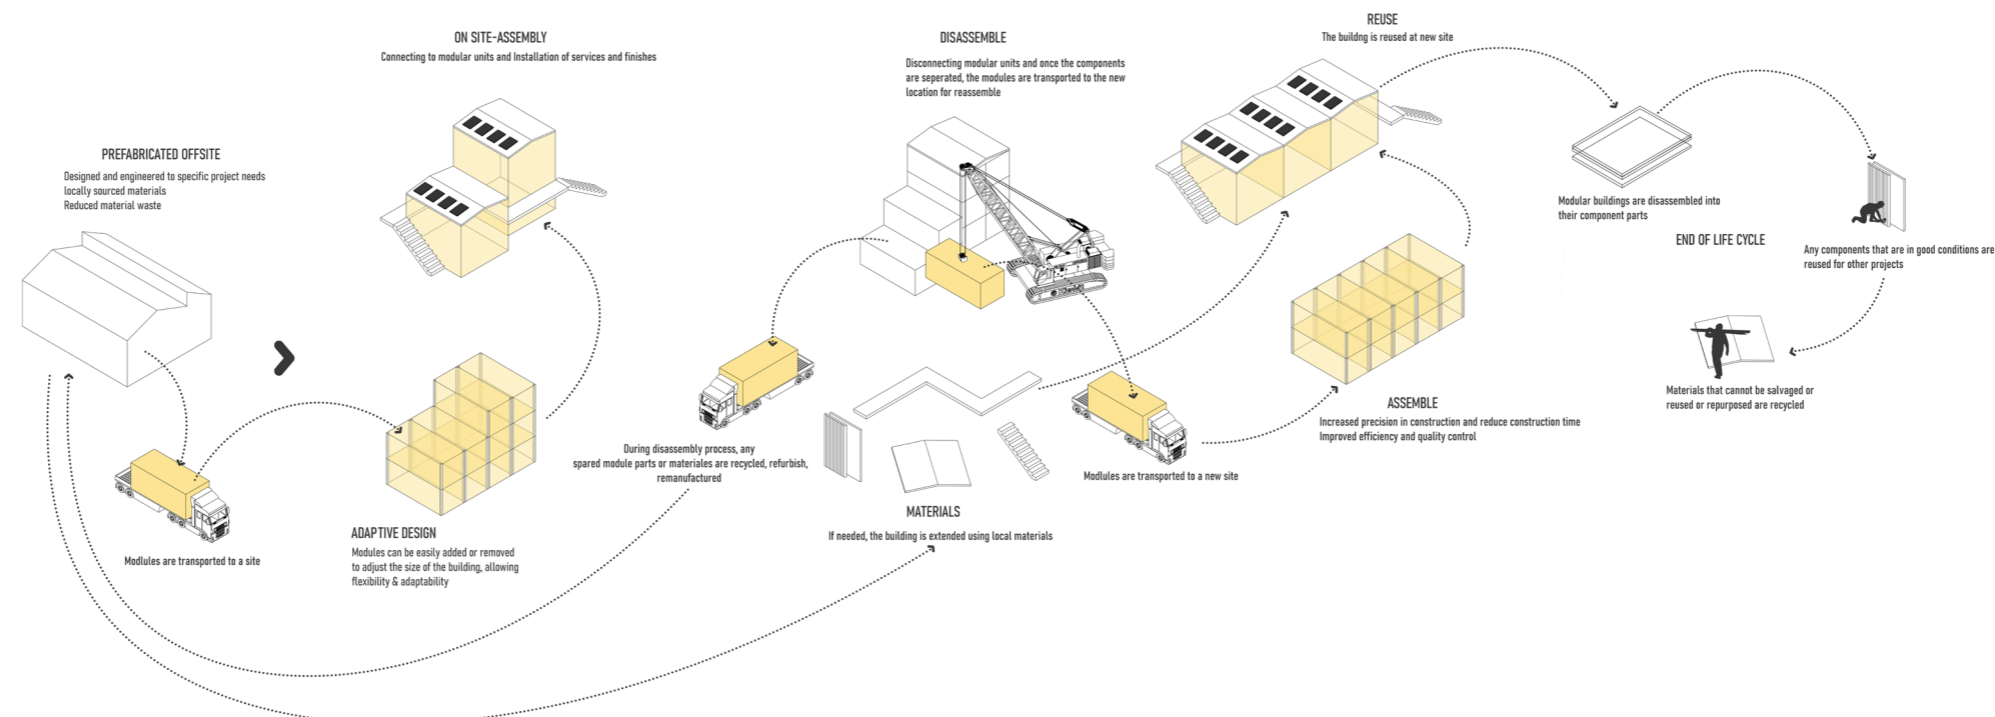 PREFABRICATED OFFSITE
Designed and engineered to specific project needs
locally sourced materials
Reduced material waste
Modlules are transported to a site
ON SITE-ASSEMBLY
Connecting to modular units and Installation of services and finishes
ADAPTIVE DESIGN
Modules can be easily added or removed
to adjust the size of the building, allowing
flexibility & adaptability
DISASSEMBLE
Disconnecting modular units and once the components
are seperated, the modules are transported to the new
location for reassemble
During disassembly process, any
spared module parts or materiales are recycled, refurbish,
remanufactured
MATERIALS
If needed, the building is extended using local materials
Modlules are transported to a new site
REUSE
The buildng is reused at new site
ASSEMBLE
Increased precision in construction and reduce construction time
Improved efficiency and quality control
Modular buildings are disassembled into
their component parts
END OF LIFE CYCLE
Any components that are in good conditions are
reused for other projects
Materials that cannot be salvaged or
reused or repurposed are recycled